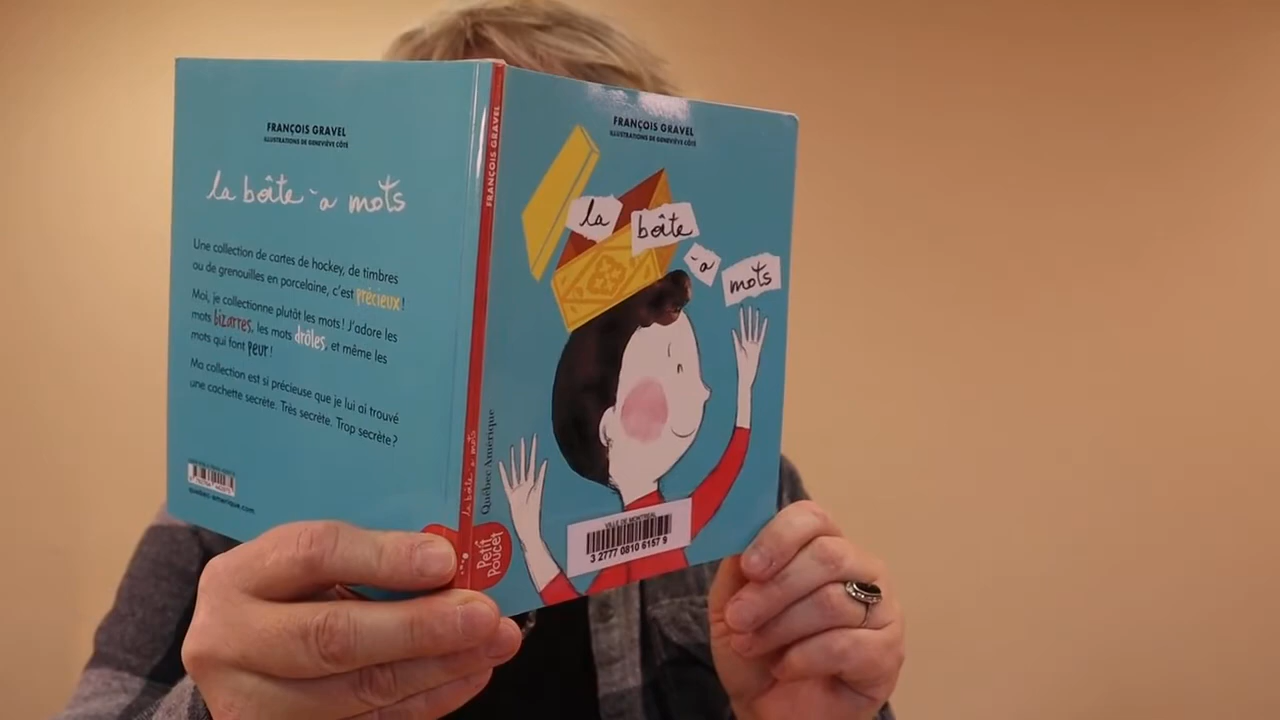 FRANÇOIS GRAVEL
ILLUSTRATIONS DE GENEVIÈVE CÔTÉ
la boîte à mots
Une collection de cartes de hockey, de timbres
ou de grenouilles en porcelaine, c'est précieux !
Moi, je collectionne plutôt les mots ! J'adore les
mots bizarres, les mots drôles, et même les
mots qui font peur !
Ma collection est si précieuse que je lui ai trouvé
une cachette secrète. Très secrète. Trop secrète ?
quebec-amerique.com
FRANÇOIS GRAVEL
la boîte à mots
Québec Amérique
FRANÇOIS GRAVEL
ILLUSTRATIONS DE GENEVIÈVE CÔTÉ
la
boîte
à
mots
VILLE DE MONTRÉAL
3 2777 0810 6157 9
Petit
Poucet